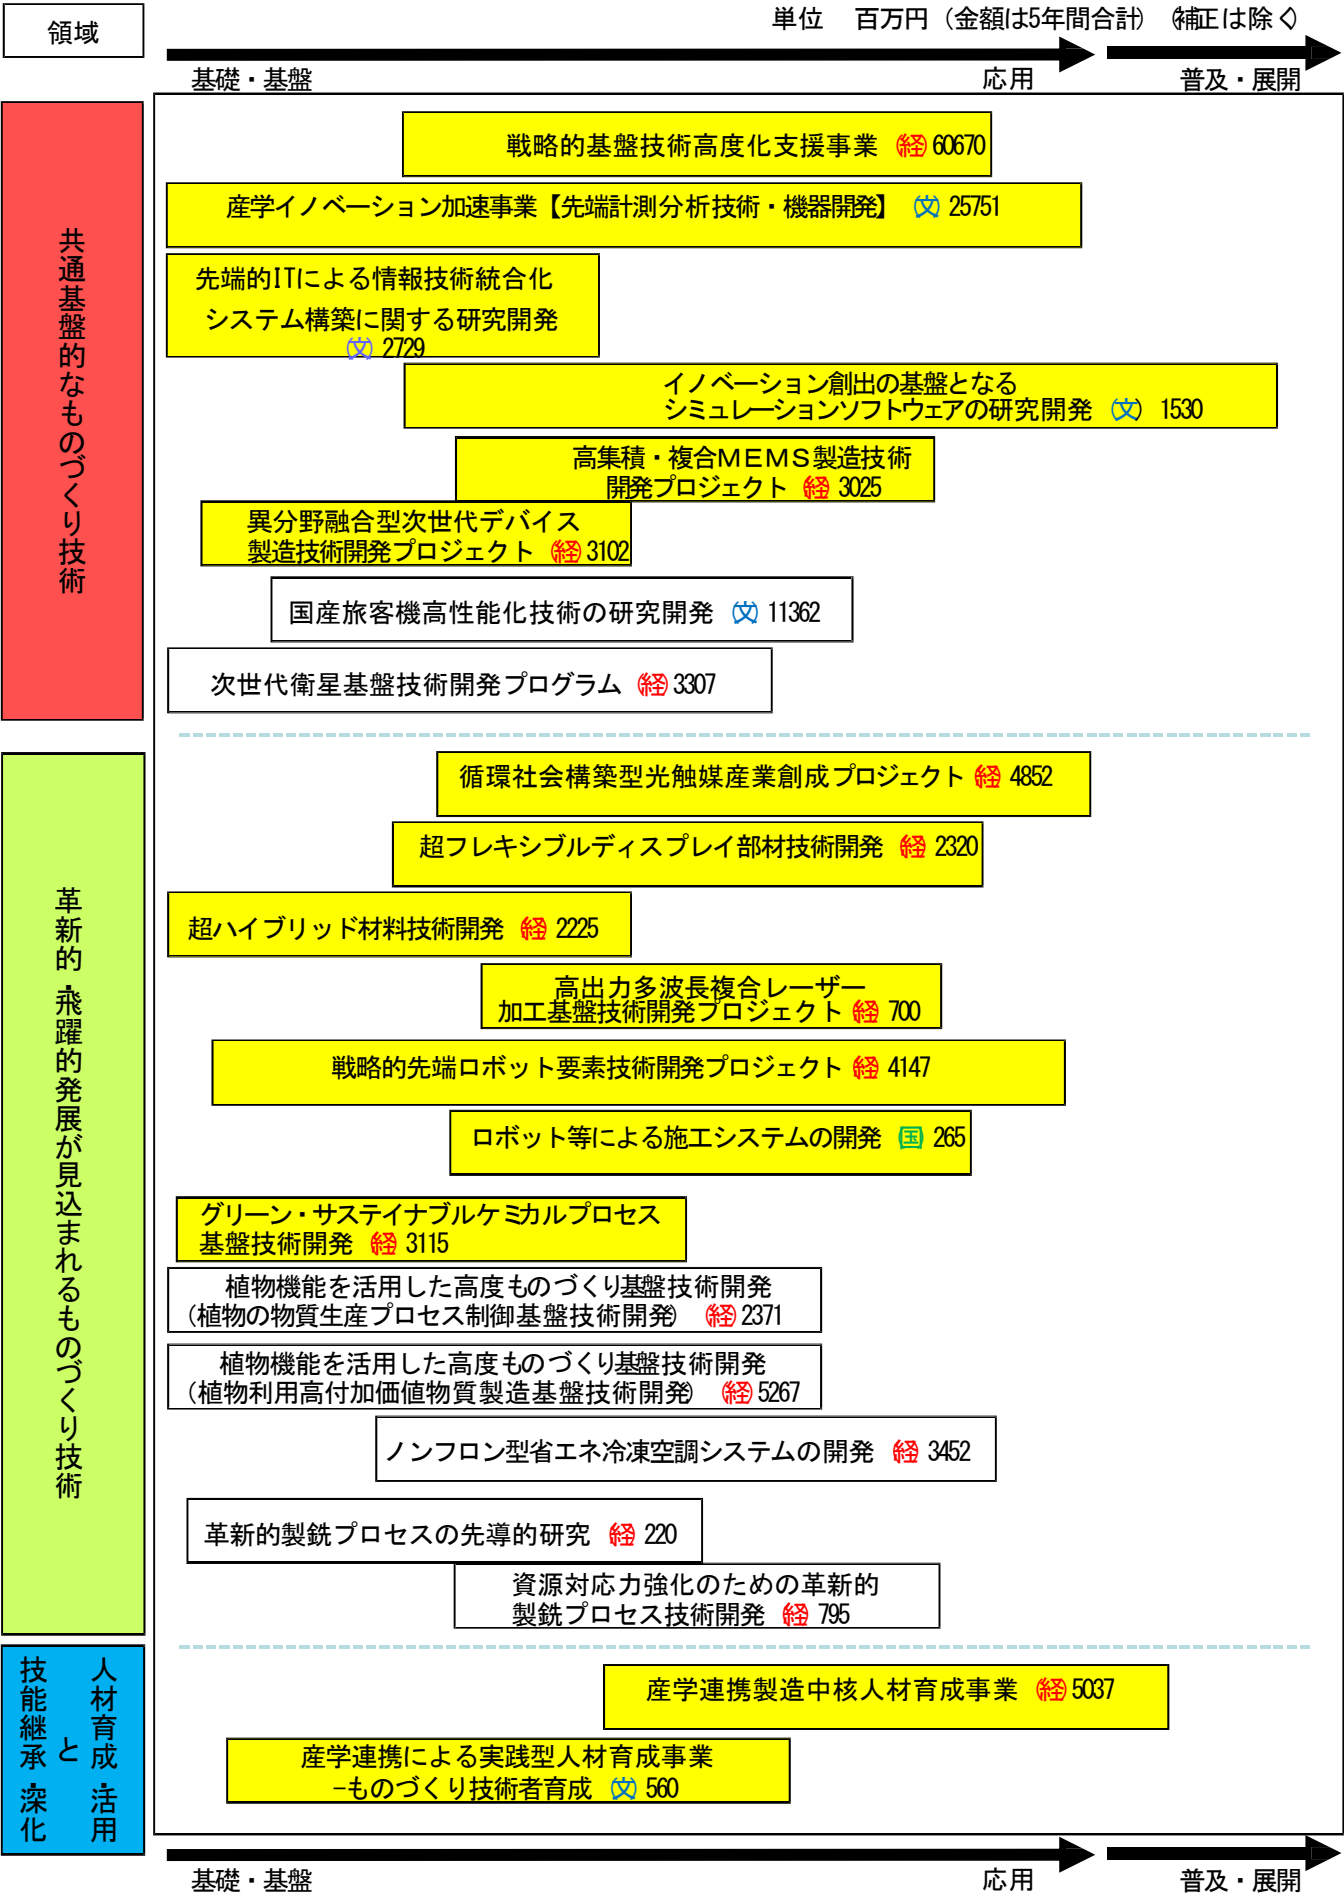 領域
単位　百万円（金額は5年間合計）（補正は除く）
基礎・基盤　応用　普及・展開
共通基盤的なものづくり技術
戦略的基盤技術高度化支援事業（経）60670
産学イノベーション加速事業【先端計測分析技術・機器開発】（文）25751
先端的ITによる情報技術統合化
システム構築に関する研究開発
（文）2729
イノベーション創出の基盤となる
シミュレーションソフトウェアの研究開発（文）1530
高集積・複合ＭＥＭＳ製造技術
開発プロジェクト（経）3025
異分野融合型次世代デバイス
製造技術開発プロジェクト（経）3102
国産旅客機高性能化技術の研究開発（文）11362
次世代衛星基盤技術開発プログラム（経）3307
革新的・飛躍的発展が見込まれるものづくり技術
循環社会構築型光触媒産業創成プロジェクト（経）4852
超フレキシブルディスプレイ部材技術開発（経）2320
超ハイブリッド材料技術開発（経）2225
高出力多波長複合レーザー
加工基盤技術開発プロジェクト（経）700
戦略的先端ロボット要素技術開発プロジェクト（経）4147
ロボット等による施工システムの開発（国）265
グリーン・サステイナブルケミカルプロセス
基盤技術開発（経）3115
植物機能を活用した高度ものづくり基盤技術開発
（植物の物質生産プロセス制御基盤技術開発）（経）2371
植物機能を活用した高度ものづくり基盤技術開発
（植物利用高付加価値物質製造基盤技術開発）（経）5267
ノンフロン型省エネ冷凍空調システムの開発（経）3452
革新的製銑プロセスの先導的研究（経）220
資源対応力強化のための革新的
製銑プロセス技術開発（経）795
人材育成・活用
と
技能継承・深化
産学連携製造中核人材育成事業（経）5037
産学連携による実践型人材育成事業
−ものづくり技術者育成（文）560
基礎・基盤　応用　普及・展開